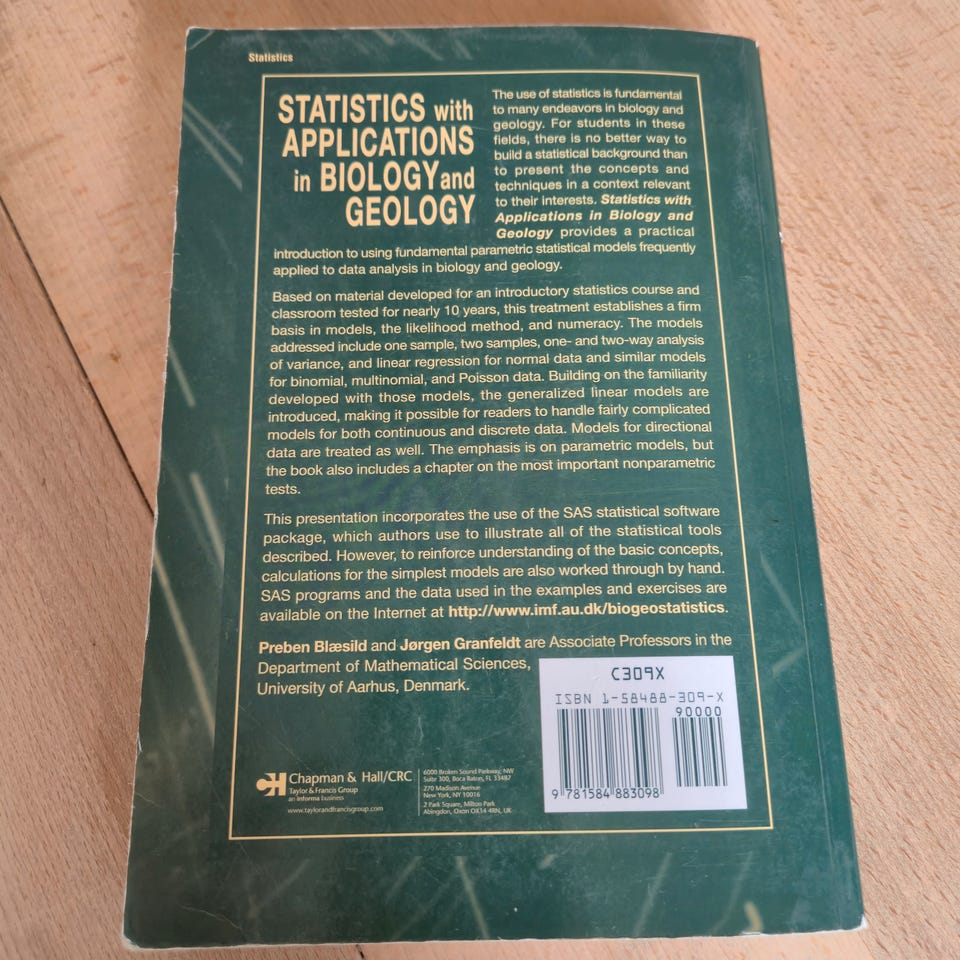 Statistics
STATISTICS with
APPLICATIONS
in BIOLOGY and
GEOLOGY
The use of statistics is fundamental
to many endeavors in biology and
geology. For students in these
fields, there is no better way to
build a statistical background than
to present the concepts and
techniques in a context relevant
to their interests. Statistics with
Applications in Biology and
Geology provides a practical
introduction to using fundamental parametric statistical models frequently
applied to data analysis in biology and geology.
Based on material developed for an introductory statistics course and
classroom tested for nearly 10 years, this treatment establishes a firm
basis in models, the likelihood method, and numeracy. The models
addressed include one sample, two samples, one- and two-way analysis
of variance, and linear regression for normal data and similar models
for binomial, multinomial, and Poisson data. Building on the familiarity
developed with those models, the generalized linear models are
introduced, making it possible for readers to handle fairly complicated
models for both continuous and discrete data. Models for directional
data are treated as well. The emphasis is on parametric models, but
the book also includes a chapter on the most important nonparametric
tests.
This presentation incorporates the use of the SAS statistical software
package, which authors use to illustrate all of the statistical tools
described. However, to reinforce understanding of the basic concepts,
calculations for the simplest models are also worked through by hand.
SAS programs and the data used in the examples and exercises are
available on the Internet at http://www.imf.au.dk/biogeostatistics.
Preben Blæsild and Jørgen Granfeldt are Associate Professors in the
Department of Mathematical Sciences,
University of Aarhus, Denmark.
C309X
ISBN 1-58488-309-X
90000
9 781584 883098
CH Chapman & Hall/CRC
Taylor & Francis Group
an informa business
www.taylorandfrancisgroup.com
6000 Broken Sound Parkway, NW
Suite 300, Boca Raton, FL 33487
270 Madison Avenue
New York, NY 10016
2 Park Square, Milton Park
Abingdon, Oxon OX14 4RN, UK